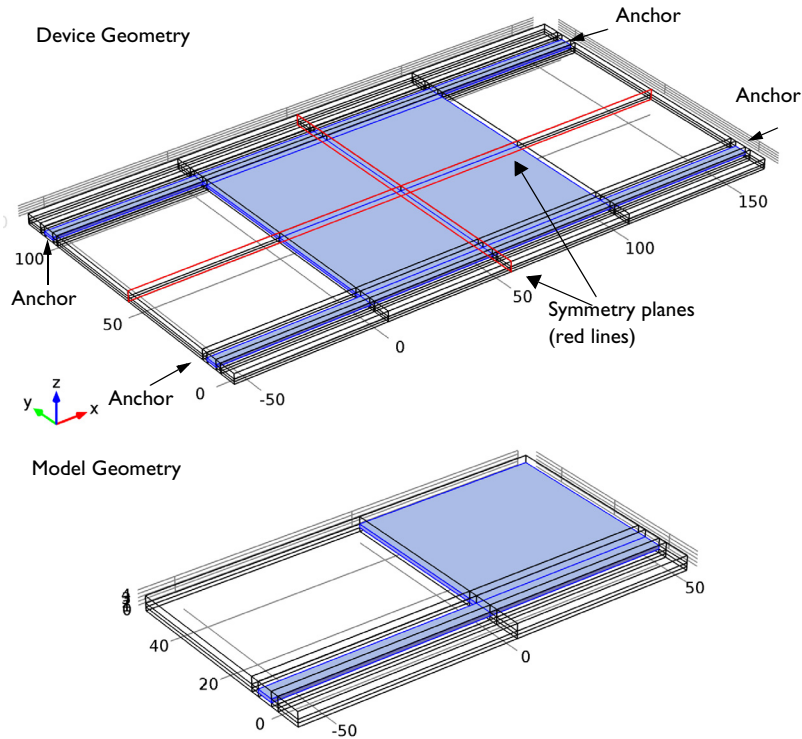 Device Geometry
Anchor
Anchor
150
100
100
Anchor
50
50
Symmetry planes
(red lines)
0
Anchor
0
-50
z
y
x
Model Geometry
50
40
0
20
0
-50